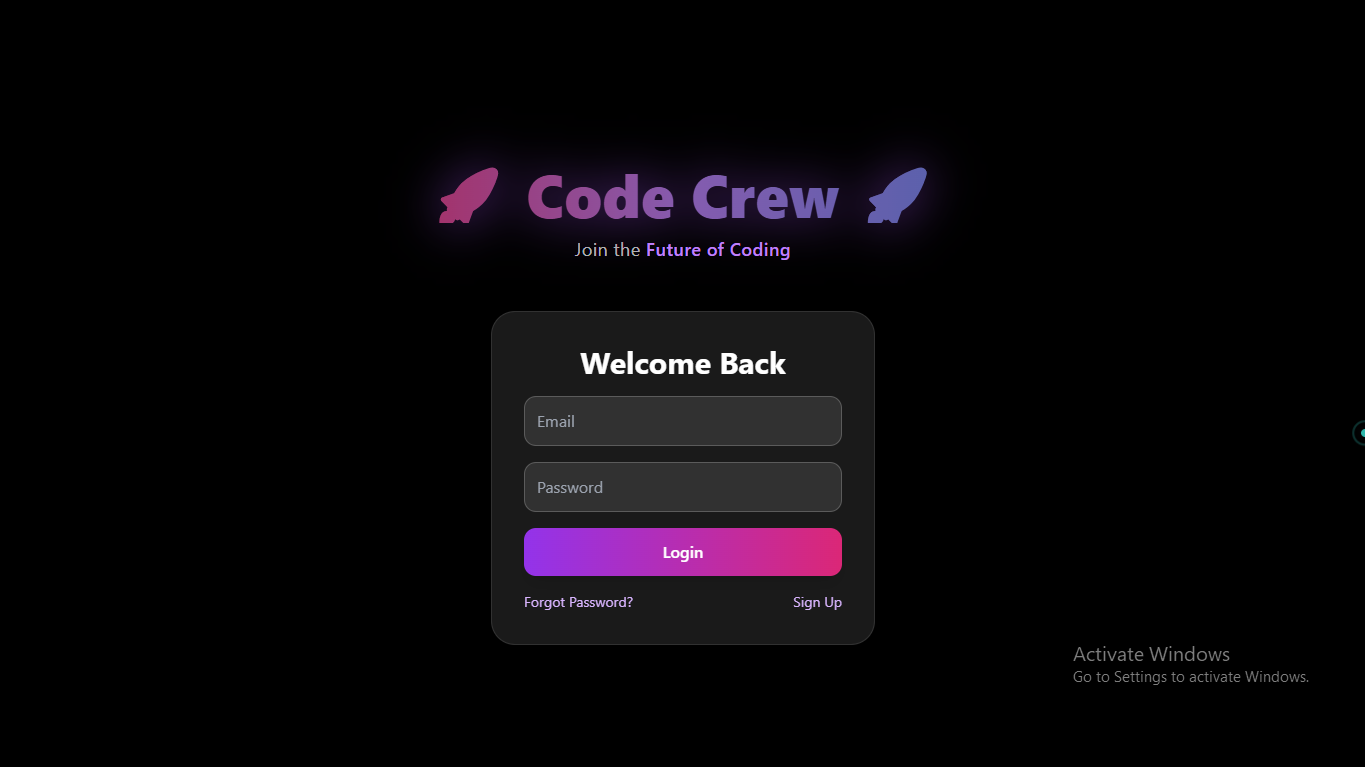 Code Crew
Join the Future of Coding
Welcome Back
Email
Password
Login
Forgot Password? Sign Up
Activate Windows
Go to Settings to activate Windows.